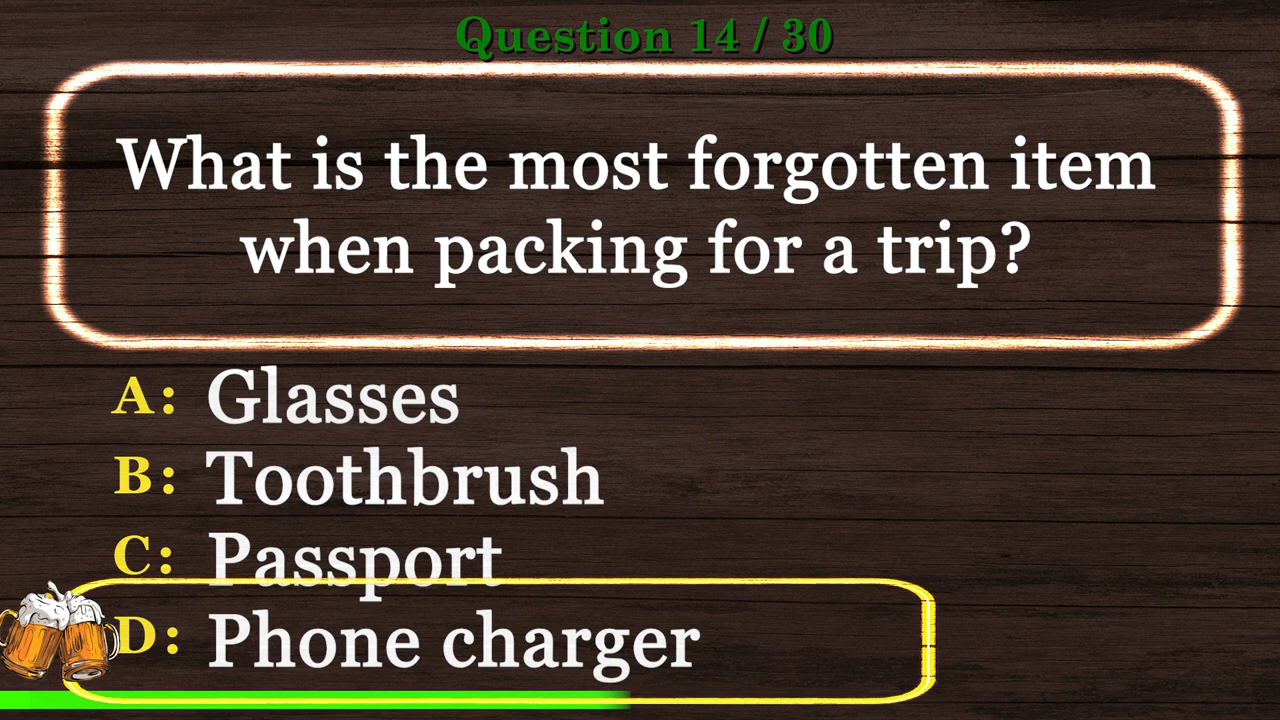 Question 14 / 30
What is the most forgotten item
when packing for a trip?
A: Glasses
B: Toothbrush
C: Passport
D: Phone charger